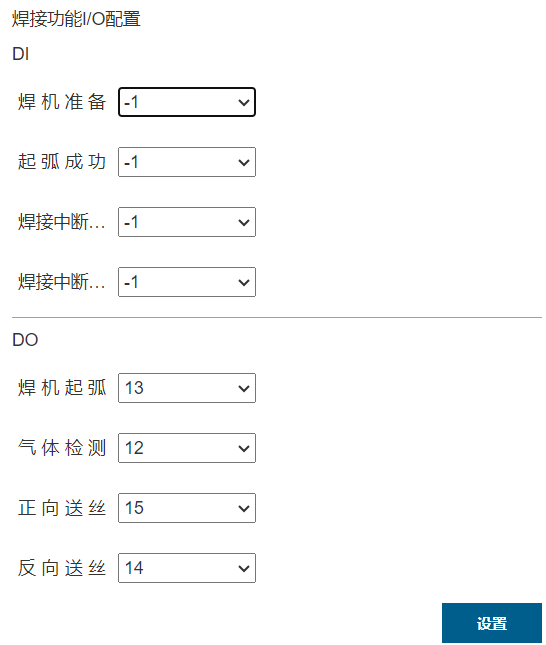 焊接功能I/O配置
DI
焊机准备 -1
起弧成功 -1
焊接中断... -1
焊接中断... -1
DO
焊机起弧 13
气体检测 12
正向送丝 15
反向送丝 14
设置